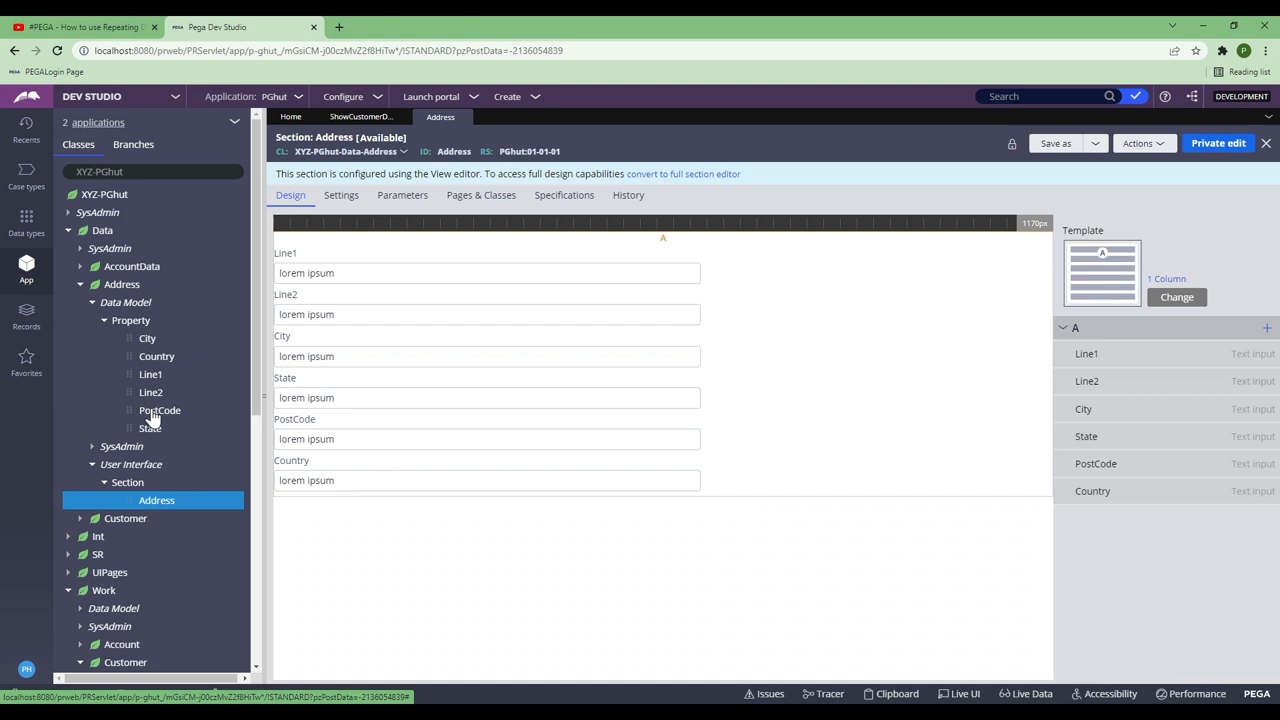 #PEGA - How to use Repeating D
PEGA Pega Dev Studio
localhost:8080/prweb/PRServlet/app/p-ghut_/mGsiCM-j00czMvZ2f8HiTw*/!STANDARD?pzPostData=-2136054839
P
PEGA PEGALogin Page
Reading list
DEV STUDIO
Application: PGhut
Configure
Launch portal
Create
Search
DEVELOPMENT
Recents
Case types
Data types
App
Records
Favorites
PH
2 applications
Classes
Branches
XYZ-PGhut
XYZ-PGhut
SysAdmin
Data
SysAdmin
AccountData
Address
Data Model
Property
City
Country
Line1
Line2
PostCode
State
SysAdmin
User Interface
Section
Address
Customer
Int
SR
UIPages
Work
Data Model
SysAdmin
Account
Customer
Home
ShowCustomerD...
Address
Section: Address [Available]
CL: XYZ-PGhut-Data-Address ID: Address RS: PGhut:01-01-01
Save as
Actions
Private edit
This section is configured using the View editor. To access full design capabilities convert to full section editor
Design
Settings
Parameters
Pages & Classes
Specifications
History
1170px
A
Line1
lorem ipsum
Line2
lorem ipsum
City
lorem ipsum
State
lorem ipsum
PostCode
lorem ipsum
Country
lorem ipsum
Template
A
1 Column
Change
A
Line1 Text input
Line2 Text input
City Text input
State Text input
PostCode Text input
Country Text input
localhost:8080/prweb/PRServlet/app/p-ghut_/mGsiCM-j00czMvZ2f8HiTw*/!STANDARD?pzPostData=-2136054839#
Issues
Tracer
Clipboard
Live UI
Live Data
Accessibility
Performance
PEGA